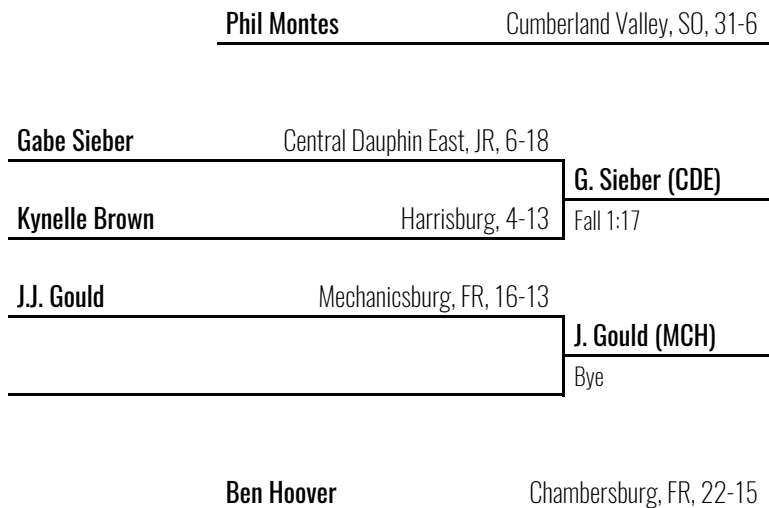 Phil Montes Cumberland Valley, SO, 31-6
Gabe Sieber Central Dauphin East, JR, 6-18
G. Sieber (CDE)
Kynelle Brown Harrisburg, 4-13
Fall 1:17
J.J. Gould Mechanicsburg, FR, 16-13
J. Gould (MCH)
Bye
Ben Hoover Chambersburg, FR, 22-15